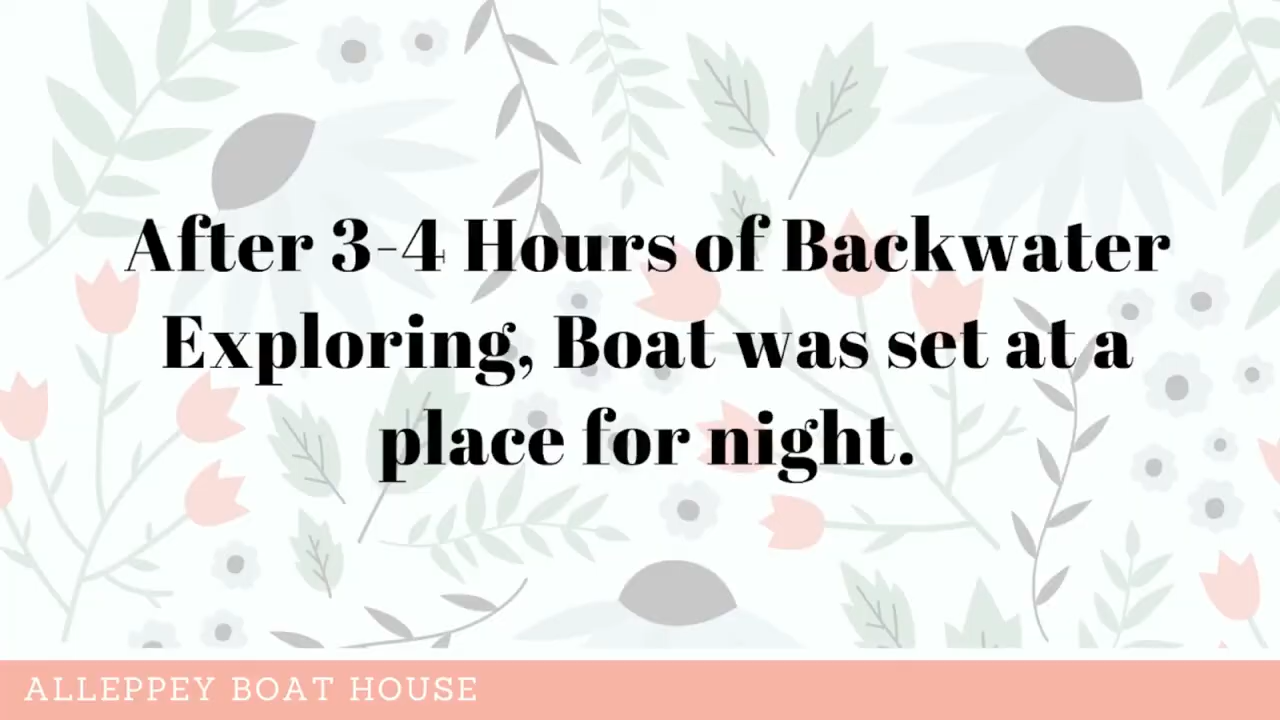 After 3-4 Hours of Backwater
Exploring, Boat was set at a
place for night.
ALLEPPEY BOAT HOUSE